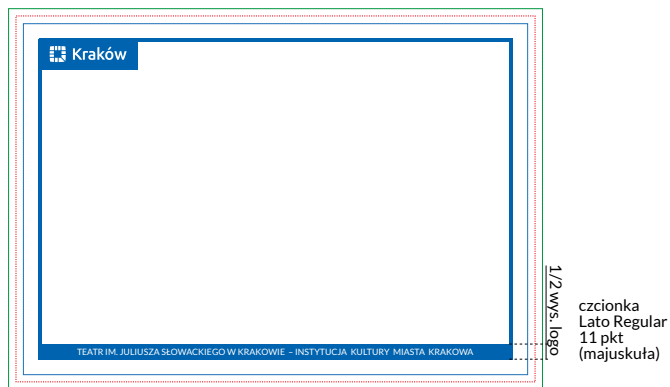 Kraków
TEATR IM. JULIUSZA SŁOWACKIEGO W KRAKOWIE – INSTYTUCJA KULTURY MIASTA KRAKOWA
1/2 wys. logo
czcionka
Lato Regular
11 pkt
(majuskuła)